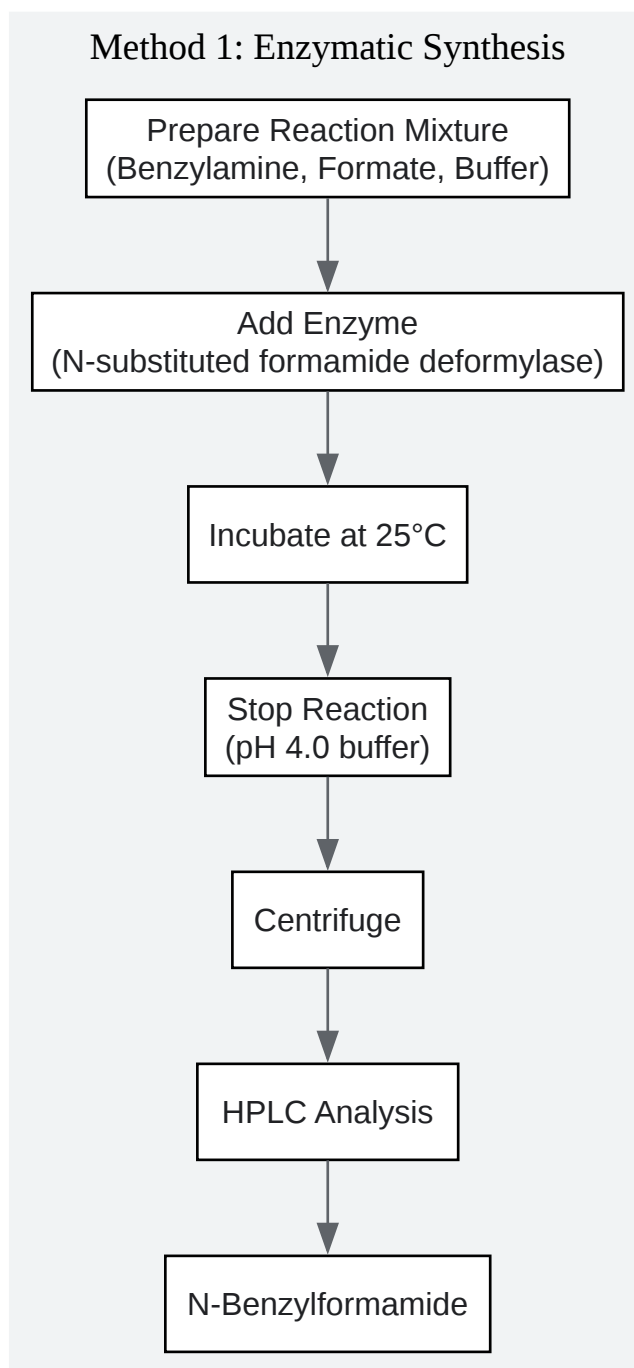 Method 1: Enzymatic Synthesis
Prepare Reaction Mixture
(Benzylamine, Formate, Buffer)
Add Enzyme
(N-substituted formamide deformylase)
Incubate at 25°C
Stop Reaction
(pH 4.0 buffer)
Centrifuge
HPLC Analysis
N-Benzylformamide